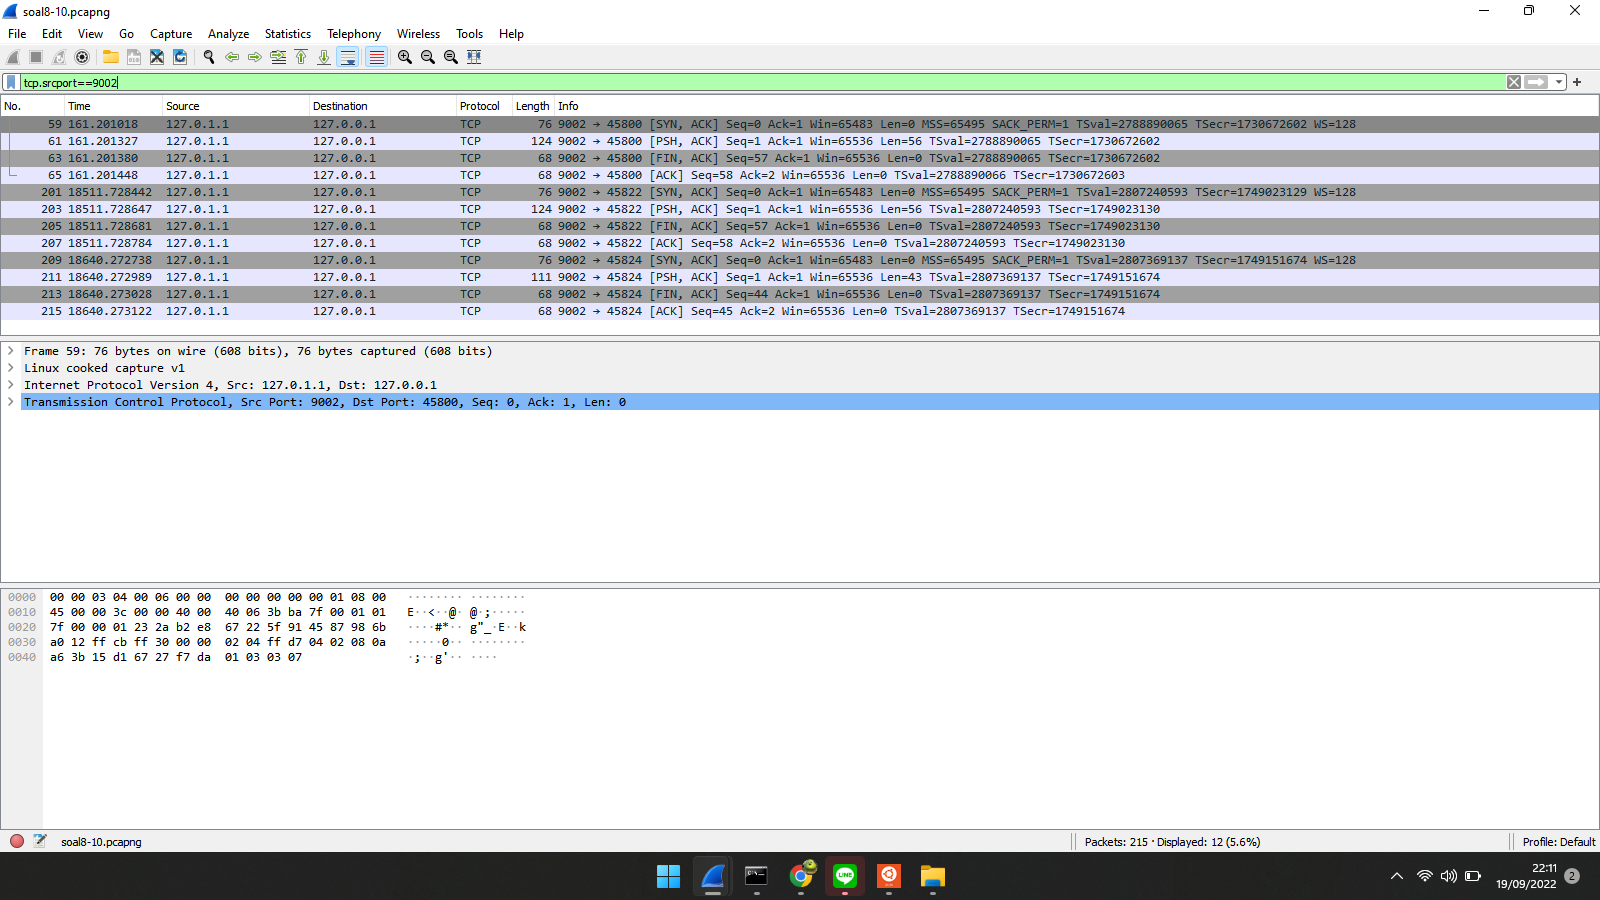 soal8-10.pcapng
File Edit View Go Capture Analyze Statistics Telephony Wireless Tools Help
tcp.srcport==9002
No. Time Source Destination Protocol Length Info
59 161.201018 127.0.1.1 127.0.0.1 TCP 76 9002 → 45800 [SYN, ACK] Seq=0 Ack=1 Win=65483 Len=0 MSS=65495 SACK_PERM=1 TSval=2788890065 TSecr=1730672602 WS=128
61 161.201327 127.0.1.1 127.0.0.1 TCP 124 9002 → 45800 [PSH, ACK] Seq=1 Ack=1 Win=65536 Len=56 TSval=2788890065 TSecr=1730672602
63 161.201380 127.0.1.1 127.0.0.1 TCP 68 9002 → 45800 [FIN, ACK] Seq=57 Ack=1 Win=65536 Len=0 TSval=2788890065 TSecr=1730672602
65 161.201448 127.0.1.1 127.0.0.1 TCP 68 9002 → 45800 [ACK] Seq=58 Ack=2 Win=65536 Len=0 TSval=2788890066 TSecr=1730672603
201 18511.728442 127.0.1.1 127.0.0.1 TCP 76 9002 → 45822 [SYN, ACK] Seq=0 Ack=1 Win=65483 Len=0 MSS=65495 SACK_PERM=1 TSval=2807240593 TSecr=1749023129 WS=128
203 18511.728647 127.0.1.1 127.0.0.1 TCP 124 9002 → 45822 [PSH, ACK] Seq=1 Ack=1 Win=65536 Len=56 TSval=2807240593 TSecr=1749023130
205 18511.728681 127.0.1.1 127.0.0.1 TCP 68 9002 → 45822 [FIN, ACK] Seq=57 Ack=1 Win=65536 Len=0 TSval=2807240593 TSecr=1749023130
207 18511.728784 127.0.1.1 127.0.0.1 TCP 68 9002 → 45822 [ACK] Seq=58 Ack=2 Win=65536 Len=0 TSval=2807240593 TSecr=1749023130
209 18640.272738 127.0.1.1 127.0.0.1 TCP 76 9002 → 45824 [SYN, ACK] Seq=0 Ack=1 Win=65483 Len=0 MSS=65495 SACK_PERM=1 TSval=2807369137 TSecr=1749151674 WS=128
211 18640.272989 127.0.1.1 127.0.0.1 TCP 111 9002 → 45824 [PSH, ACK] Seq=1 Ack=1 Win=65536 Len=43 TSval=2807369137 TSecr=1749151674
213 18640.273028 127.0.1.1 127.0.0.1 TCP 68 9002 → 45824 [FIN, ACK] Seq=44 Ack=1 Win=65536 Len=0 TSval=2807369137 TSecr=1749151674
215 18640.273122 127.0.1.1 127.0.0.1 TCP 68 9002 → 45824 [ACK] Seq=45 Ack=2 Win=65536 Len=0 TSval=2807369137 TSecr=1749151674
Frame 59: 76 bytes on wire (608 bits), 76 bytes captured (608 bits)
Linux cooked capture v1
Internet Protocol Version 4, Src: 127.0.1.1, Dst: 127.0.0.1
Transmission Control Protocol, Src Port: 9002, Dst Port: 45800, Seq: 0, Ack: 1, Len: 0
0000 00 00 03 04 00 06 00 00 00 00 00 00 00 01 08 00 ········ ········
0010 45 00 00 3c 00 00 40 00 40 06 3b ba 7f 00 01 01 E··<··@· @·;·····
0020 7f 00 00 01 23 2a b2 e8 67 22 5f 91 45 87 98 6b ····#*·· g"_·E··k
0030 a0 12 ff cb ff 30 00 00 02 04 ff d7 04 02 08 0a ·····0·· ········
0040 a6 3b 15 d1 67 27 f7 da 01 03 03 07 ·;··g'·· ····
soal8-10.pcapng Packets: 215 · Displayed: 12 (5.6%) Profile: Default
LINE
22:11
19/09/2022 2